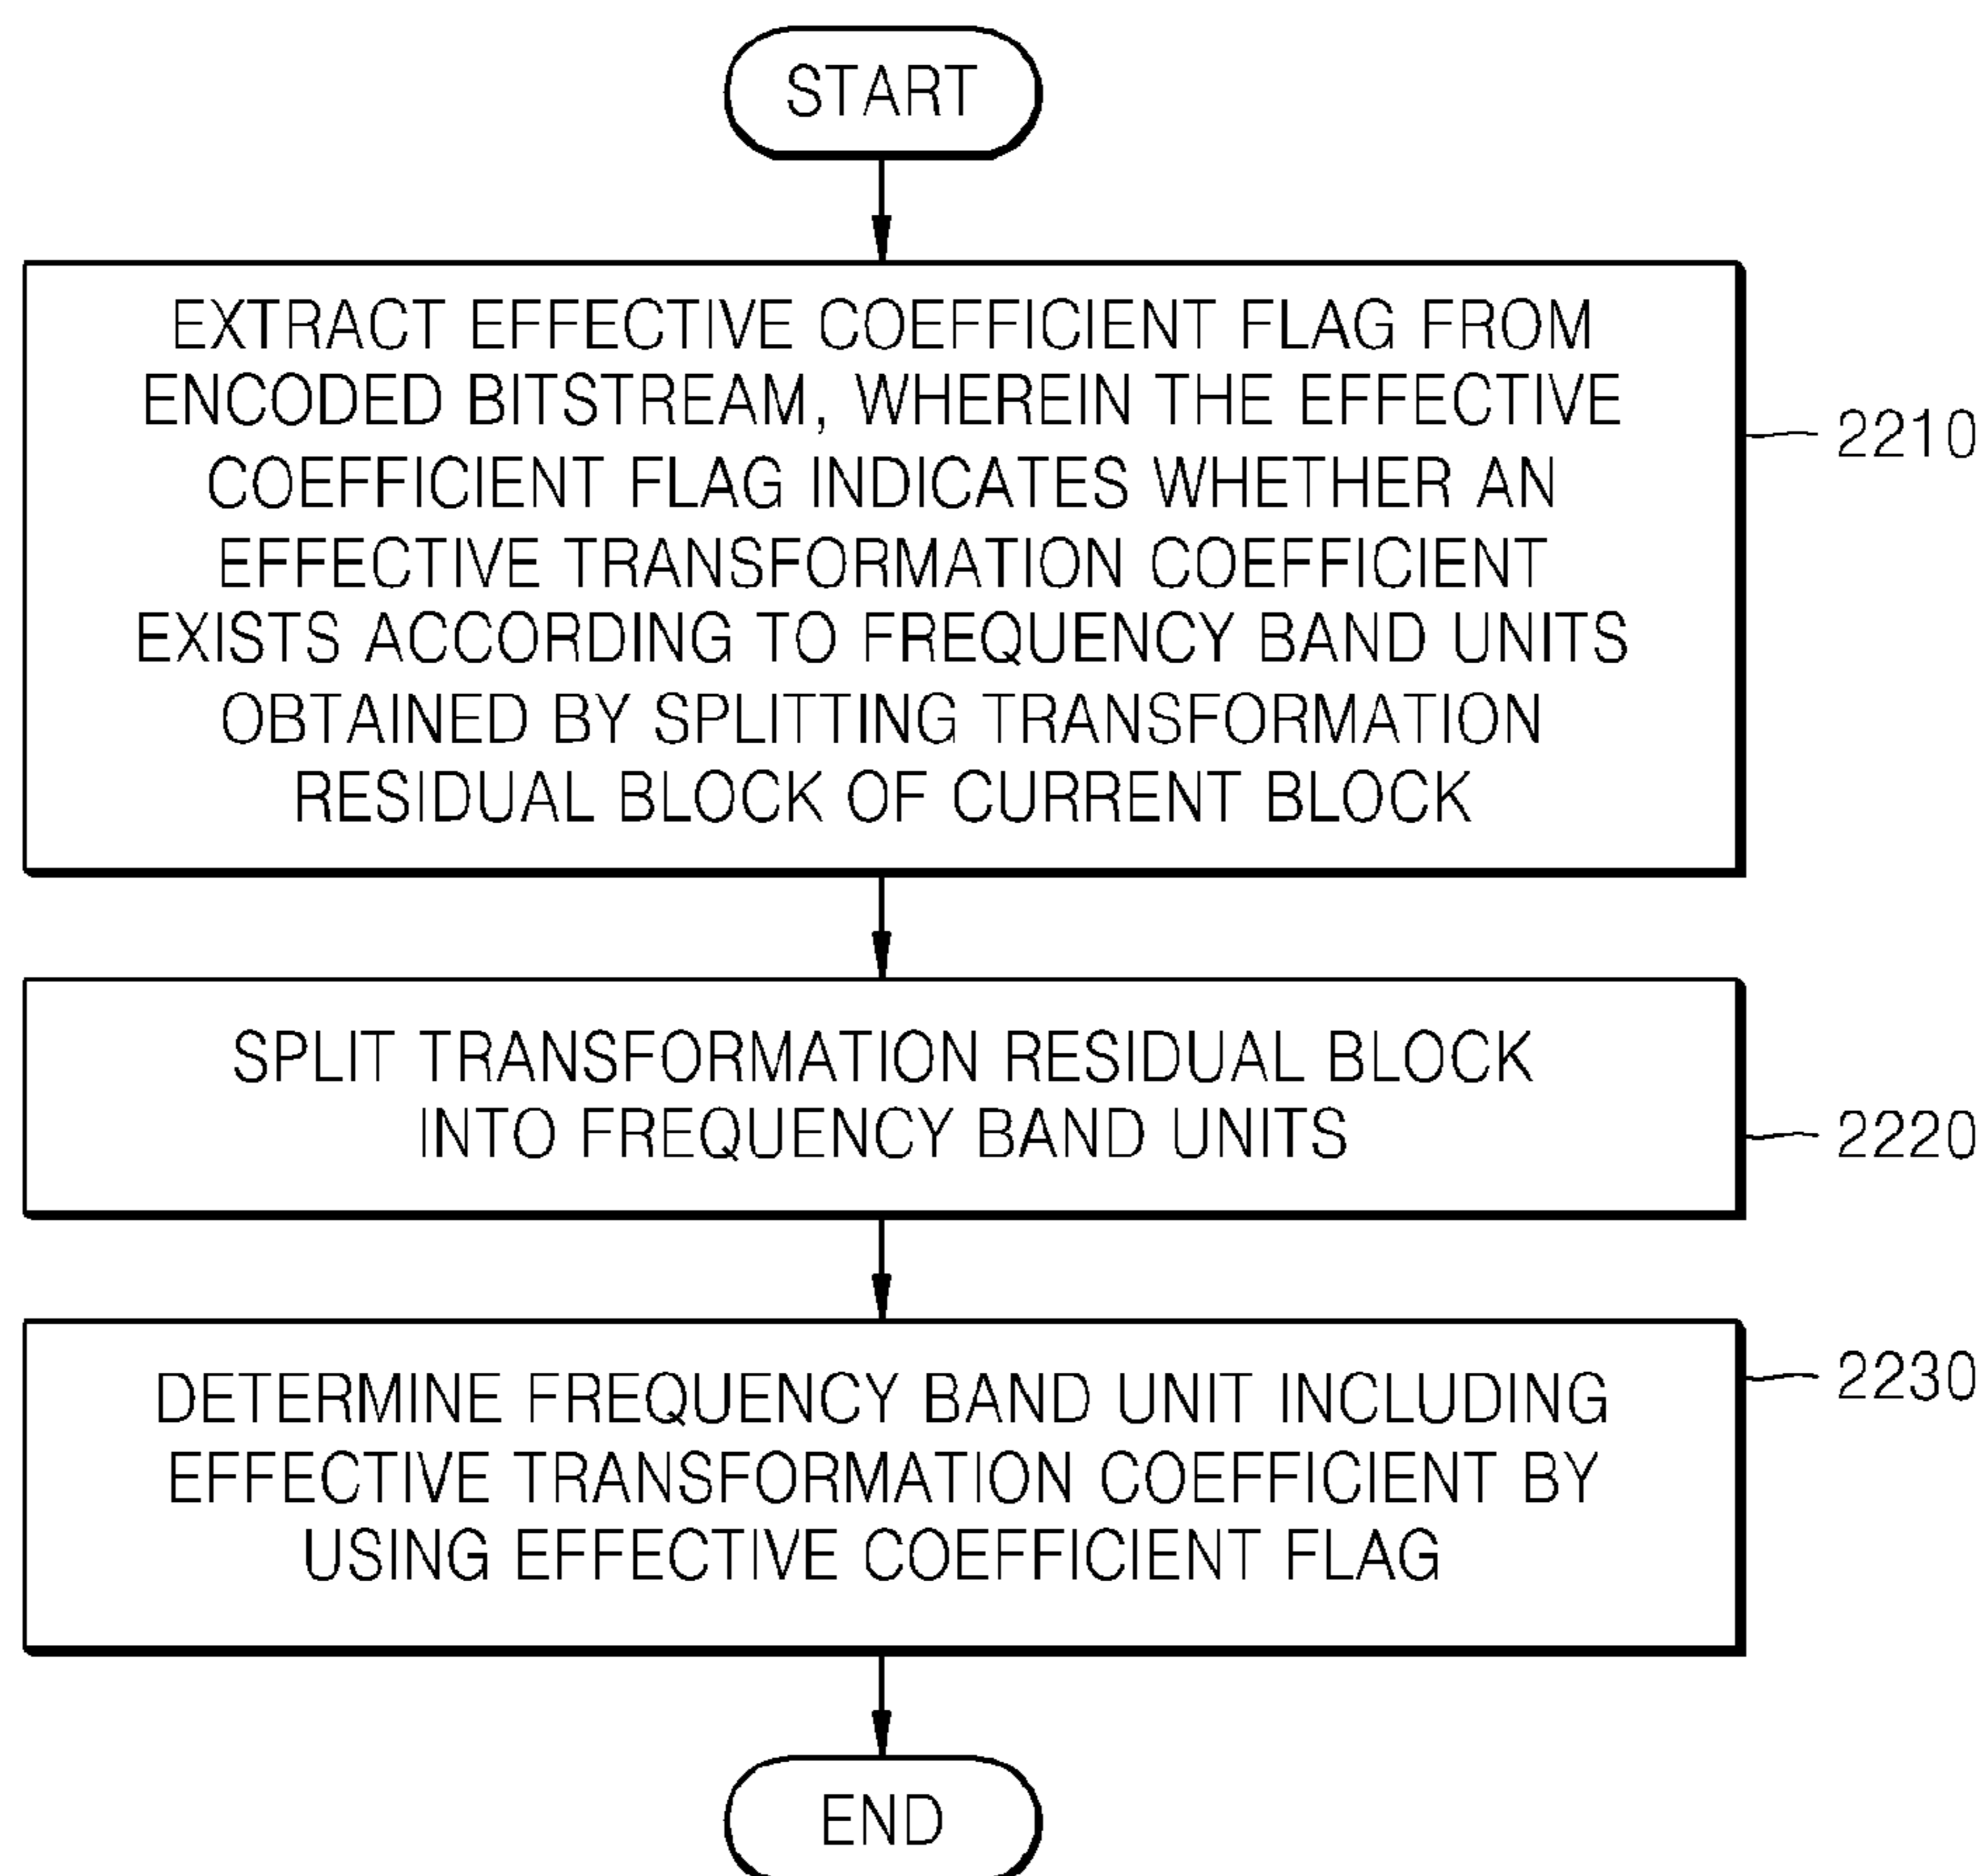 START
EXTRACT EFFECTIVE COEFFICIENT FLAG FROM
ENCODED BITSTREAM, WHEREIN THE EFFECTIVE
COEFFICIENT FLAG INDICATES WHETHER AN
EFFECTIVE TRANSFORMATION COEFFICIENT
EXISTS ACCORDING TO FREQUENCY BAND UNITS
OBTAINED BY SPLITTING TRANSFORMATION
RESIDUAL BLOCK OF CURRENT BLOCK
2210
SPLIT TRANSFORMATION RESIDUAL BLOCK
INTO FREQUENCY BAND UNITS
2220
DETERMINE FREQUENCY BAND UNIT INCLUDING
EFFECTIVE TRANSFORMATION COEFFICIENT BY
USING EFFECTIVE COEFFICIENT FLAG
2230
END